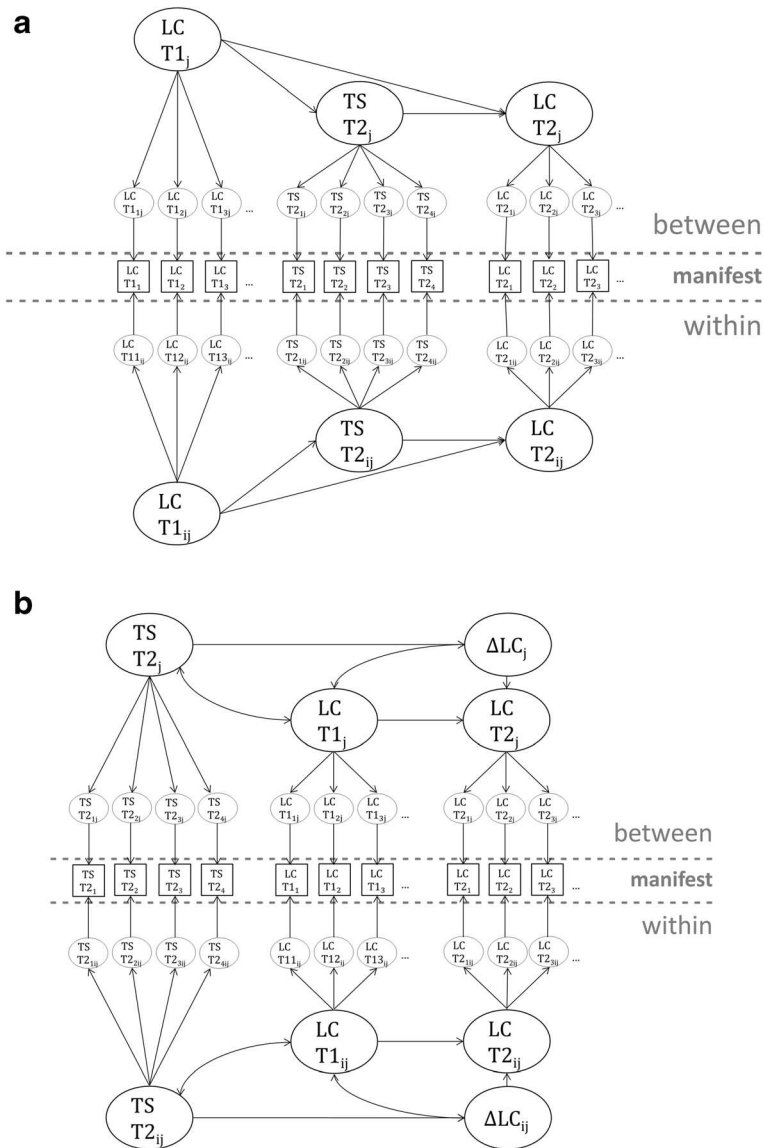 a
LC
T1j
TS
T2j
LC
T2j
LC
T11j
LC
T12j
LC
T13j
...
TS
T21j
TS
T22j
TS
T23j
TS
T24j
LC
T21j
LC
T22j
LC
T23j
...
between
LC
T11
LC
T12
LC
T13
...
TS
T21
TS
T22
TS
T23
TS
T24
LC
T21
LC
T22
LC
T23
...
manifest
within
LC
T11ij
LC
T12ij
LC
T13ij
...
TS
T21ij
TS
T22ij
TS
T23ij
TS
T24ij
LC
T21ij
LC
T22ij
LC
T23ij
...
TS
T2ij
LC
T2ij
LC
T1ij
b
TS
T2j
ΔLCj
LC
T1j
LC
T2j
TS
T21j
TS
T22j
TS
T23j
TS
T24j
LC
T11j
LC
T12j
LC
T13j
...
LC
T21j
LC
T22j
LC
T23j
...
between
TS
T21
TS
T22
TS
T23
TS
T24
LC
T11
LC
T12
LC
T13
...
LC
T21
LC
T22
LC
T23
...
manifest
within
TS
T21ij
TS
T22ij
TS
T23ij
TS
T24ij
LC
T11ij
LC
T12ij
LC
T13ij
...
LC
T21ij
LC
T22ij
LC
T23ij
...
LC
T1ij
LC
T2ij
TS
T2ij
ΔLCij